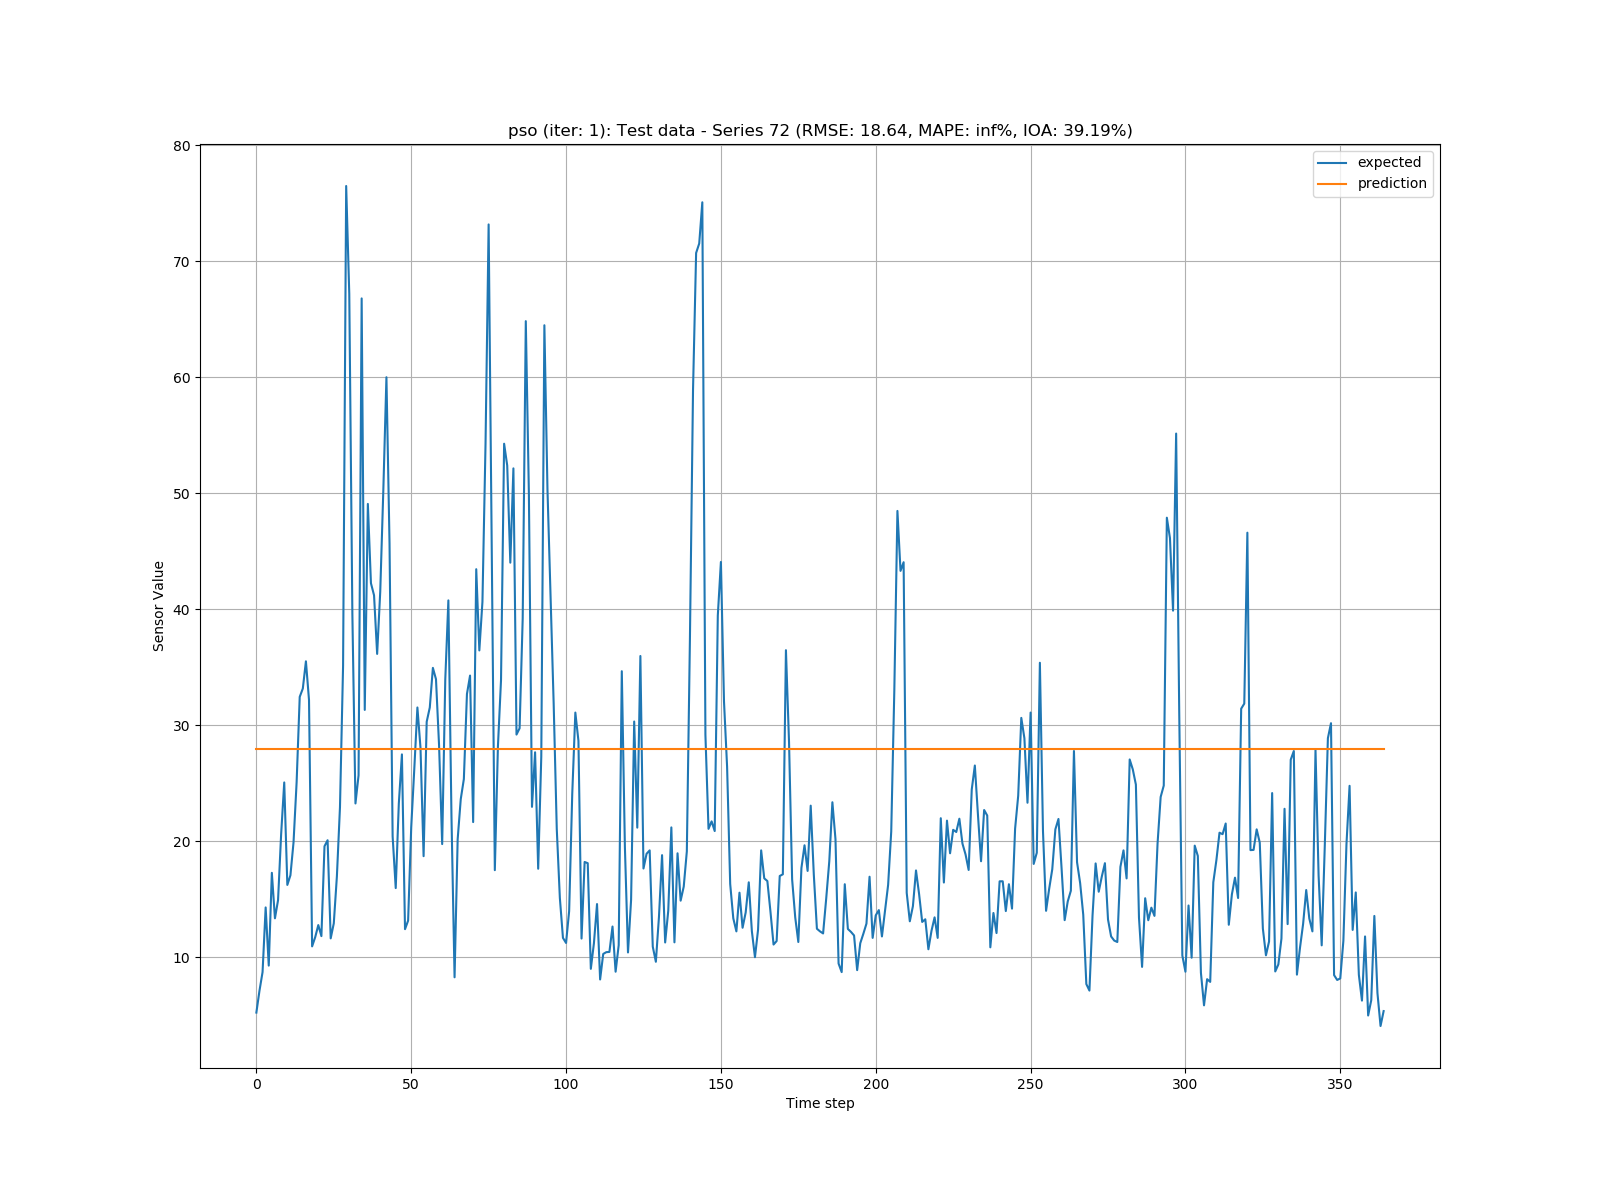 pso (iter: 1): Test data - Series 72 (RMSE: 18.64, MAPE: inf%, IOA: 39.19%)
expected
prediction
80
70
60
50
40
30
20
10
Sensor Value
0 50 100 150 200 250 300 350
Time step